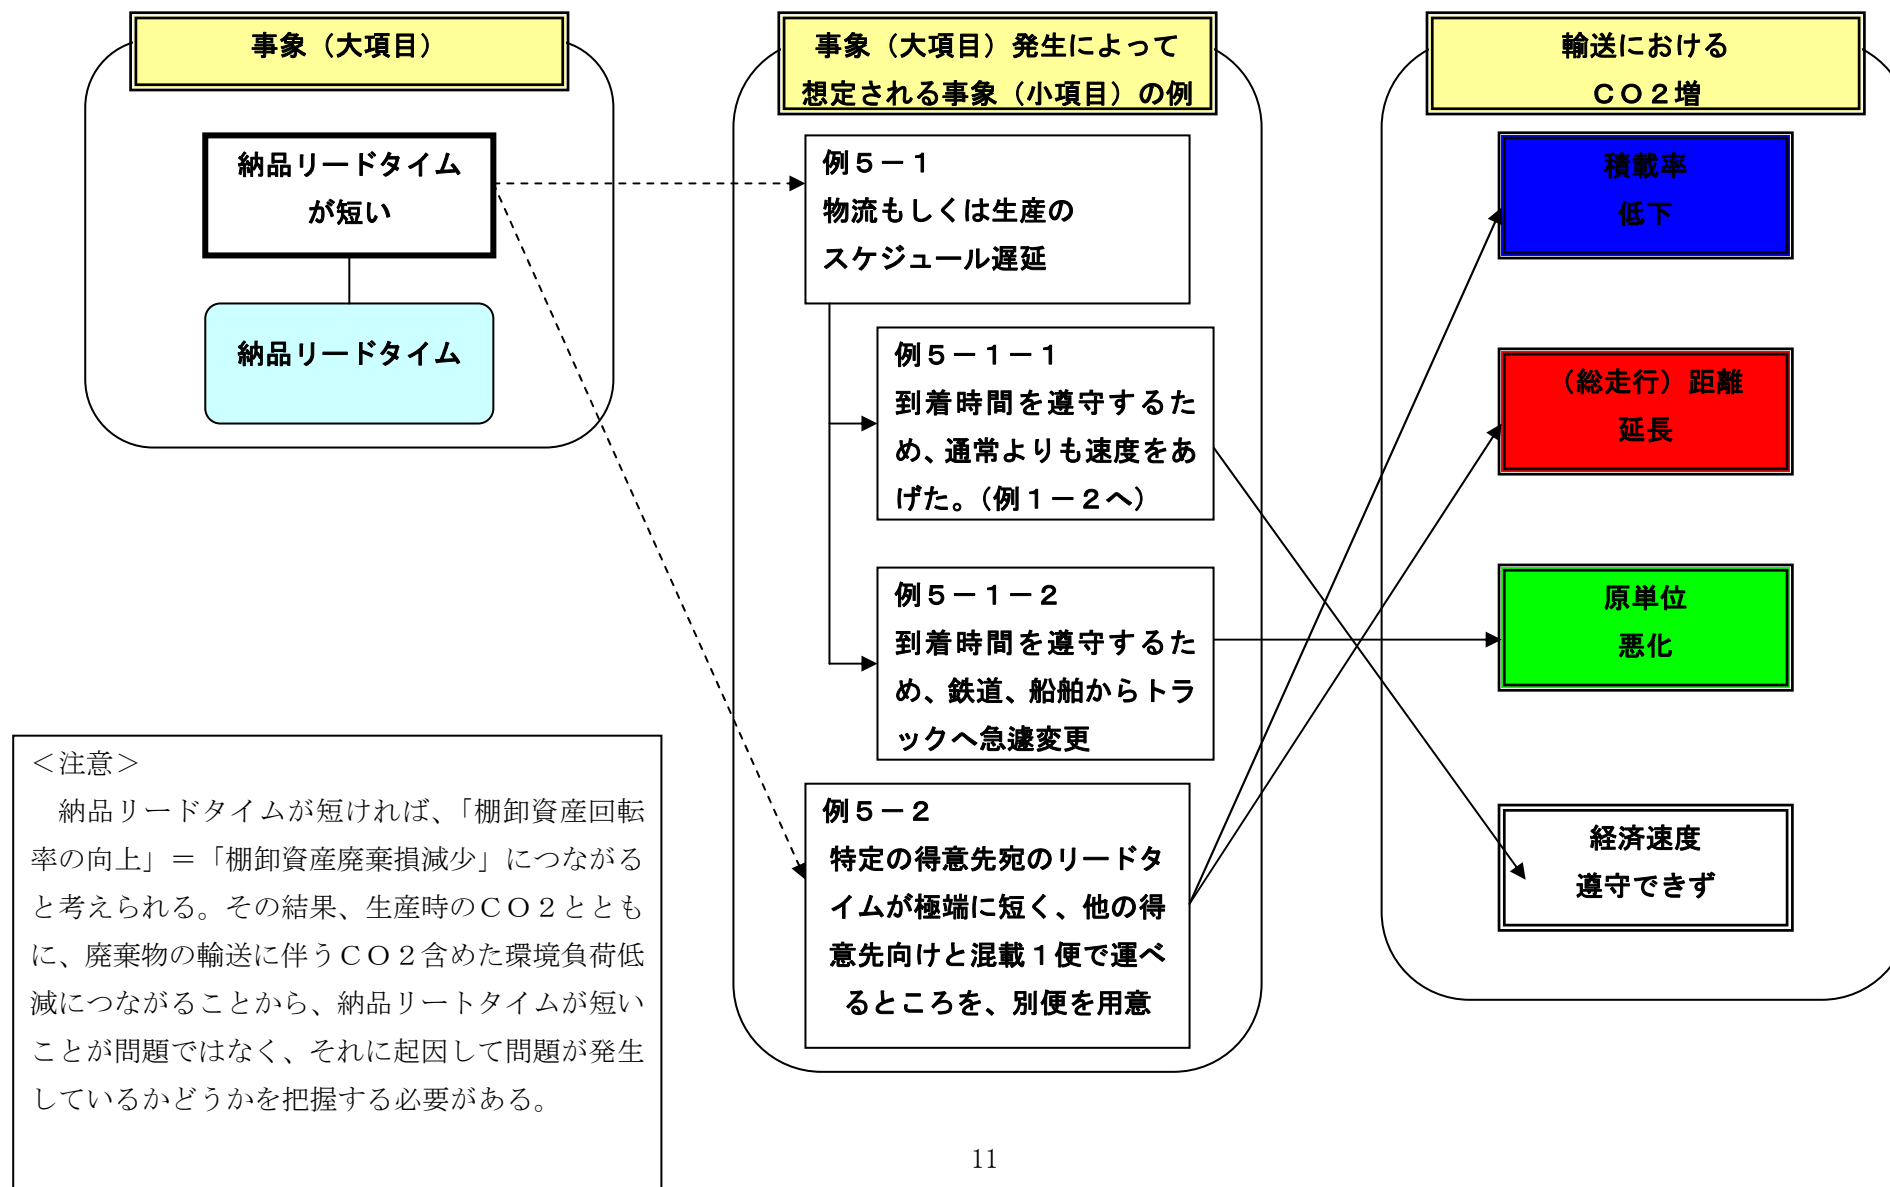 事象（大項目）
納品リードタイム
が短い
納品リードタイム
事象（大項目）発生によって
想定される事象（小項目）の例
例５－１
物流もしくは生産の
スケジュール遅延
例５－１－１
到着時間を遵守するた
め、通常よりも速度をあ
げた。（例１－２へ）
例５－１－２
到着時間を遵守するた
め、鉄道、船舶からトラ
ックへ急遽変更
例５－２
特定の得意先宛のリードタ
イムが極端に短く、他の得
意先向けと混載１便で運べ
るところを、別便を用意
輸送における
ＣＯ２増
積載率
低下
（総走行）距離
延長
原単位
悪化
経済速度
遵守できず
＜注意＞
納品リードタイムが短ければ、「棚卸資産回転
率の向上」＝「棚卸資産廃棄損減少」につながる
と考えられる。その結果、生産時のＣＯ２ととも
に、廃棄物の輸送に伴うＣＯ２含めた環境負荷低
減につながることから、納品リートタイムが短い
ことが問題ではなく、それに起因して問題が発生
しているかどうかを把握する必要がある。
11